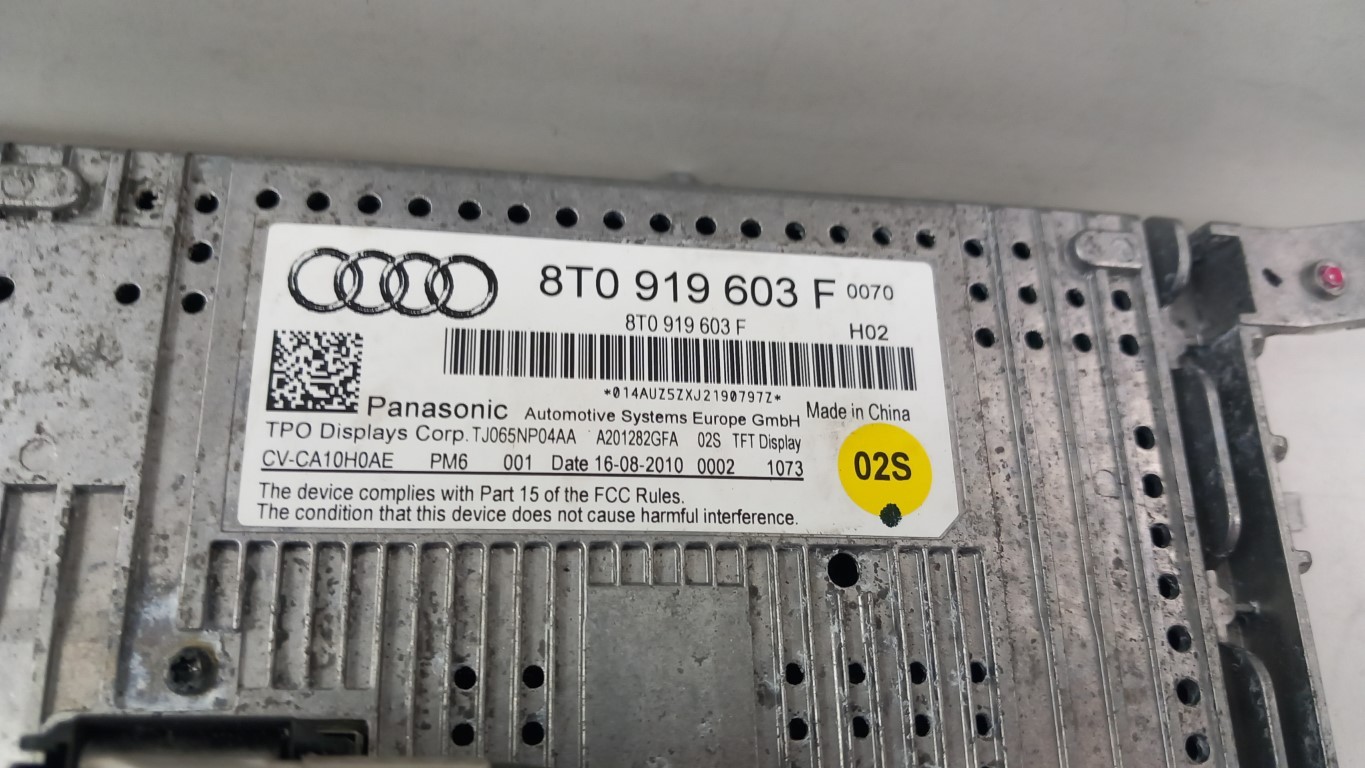 8T0 919 603 F 0070
8T0 919 603 F H02
*014AUZ5ZXJ2190797Z*
Panasonic Automotive Systems Europe GmbH Made in China
TPO Displays Corp. TJ065NP04AA A201282GFA 02S TFT Display
CV-CA10H0AE PM6 001 Date 16-08-2010 0002 1073
02S
The device complies with Part 15 of the FCC Rules.
The condition that this device does not cause harmful interference.